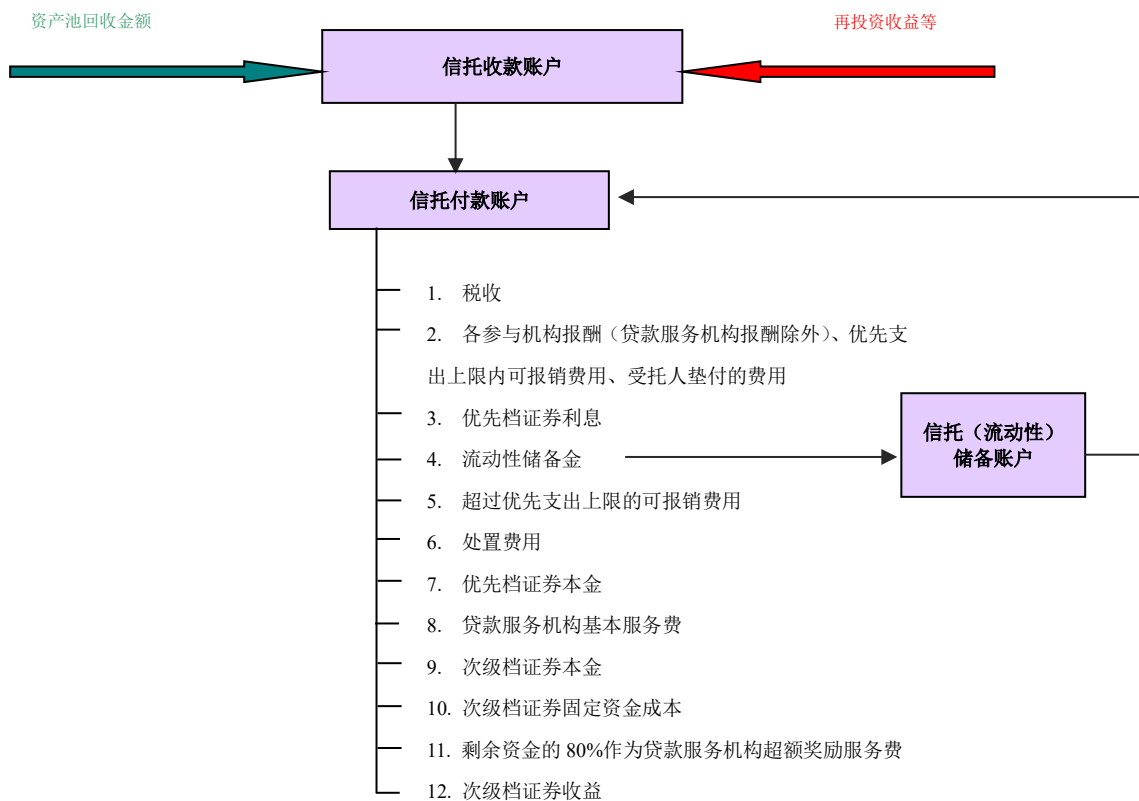 资产池回收金额
再投资收益等
信托收款账户
信托付款账户
1. 税收
2. 各参与机构报酬（贷款服务机构报酬除外）、优先支
出上限内可报销费用、受托人垫付的费用
3. 优先档证券利息
信托（流动性）
储备账户
4. 流动性储备金
5. 超过优先支出上限的可报销费用
6. 处置费用
7. 优先档证券本金
8. 贷款服务机构基本服务费
9. 次级档证券本金
10. 次级档证券固定资金成本
11. 剩余资金的 80%作为贷款服务机构超额奖励服务费
12. 次级档证券收益